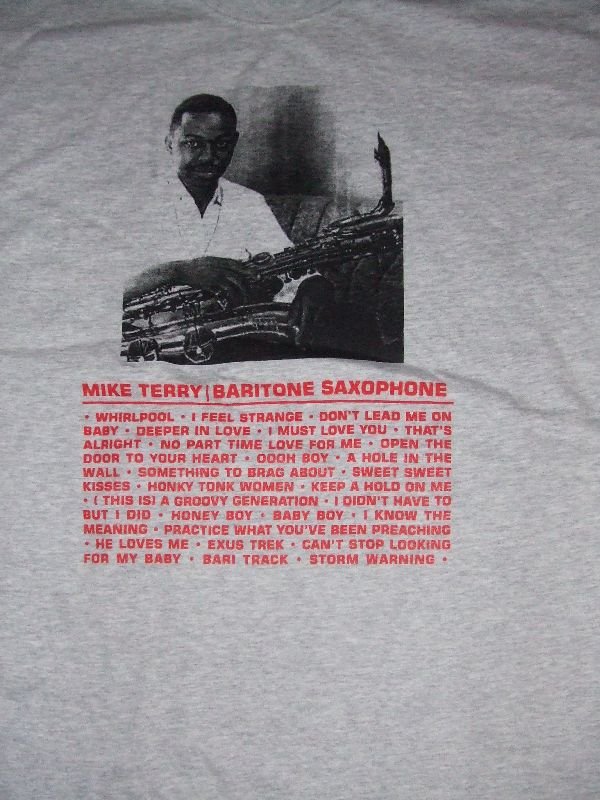 MIKE TERRY | BARITONE SAXOPHONE
• WHIRLPOOL • I FEEL STRANGE • DON'T LEAD ME ON
BABY • DEEPER IN LOVE • I MUST LOVE YOU • THAT'S
ALRIGHT • NO PART TIME LOVE FOR ME • OPEN THE
DOOR TO YOUR HEART • OOOH BOY • A HOLE IN THE
WALL • SOMETHING TO BRAG ABOUT • SWEET SWEET
KISSES • HONKY TONK WOMEN • KEEP A HOLD ON ME
• ( THIS IS) A GROOVY GENERATION • I DIDN'T HAVE TO
BUT I DID • HONEY BOY • BABY BOY • I KNOW THE
MEANING • PRACTICE WHAT YOU'VE BEEN PREACHING
• HE LOVES ME • EXUS TREK • CAN'T STOP LOOKING
FOR MY BABY • BARI TRACK • STORM WARNING •